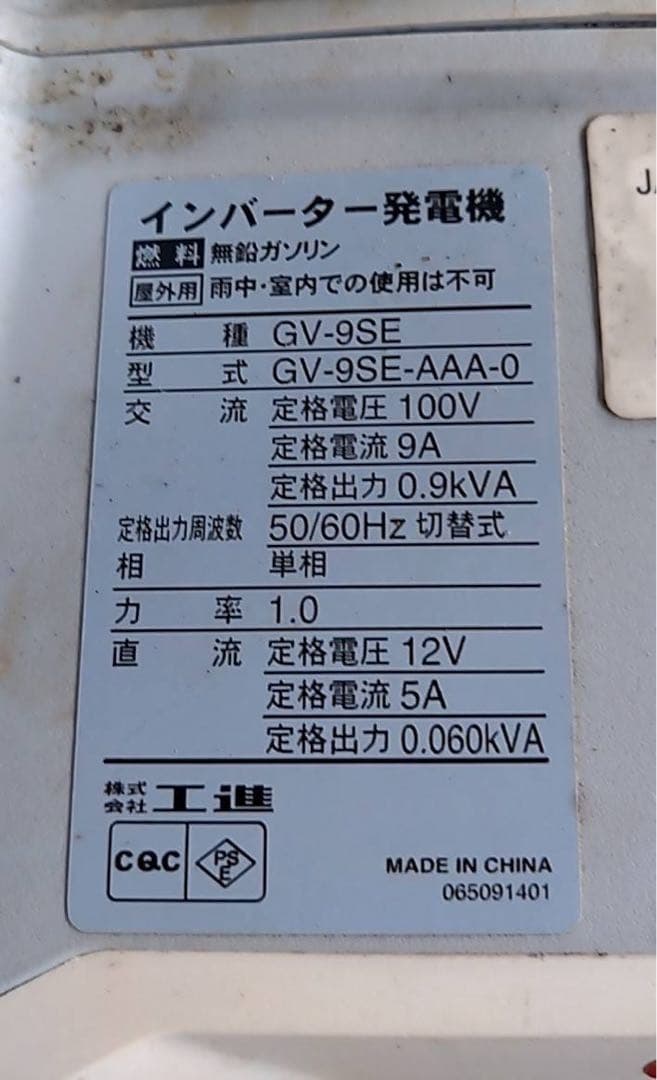 インバーター発電機
燃料 無鉛ガソリン
屋外用 雨中・室内での使用は不可
機種 GV-9SE
型式 GV-9SE-AAA-0
交流 定格電圧 100V
定格電流 9A
定格出力 0.9kVA
定格出力周波数 50/60Hz 切替式
相 単相
力率 1.0
直流 定格電圧 12V
定格電流 5A
定格出力 0.060kVA
株式会社 工進
CQC PSE
MADE IN CHINA
065091401